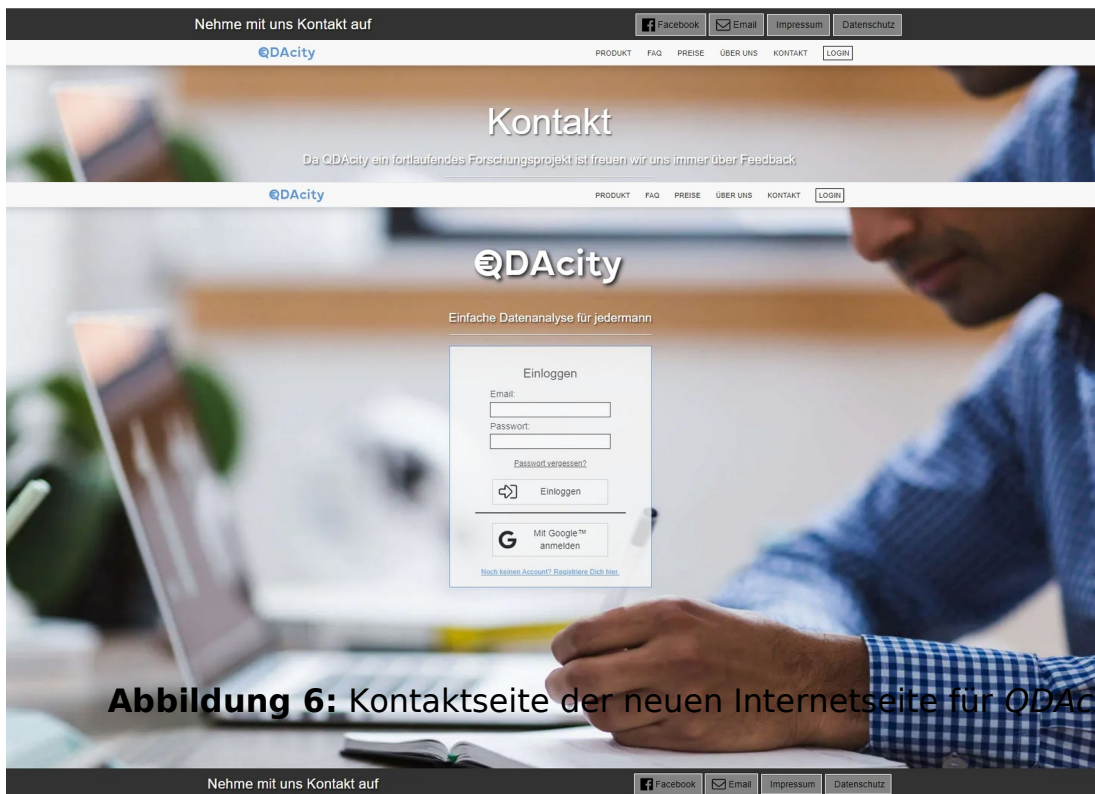 Nehme mit uns Kontakt auf Facebook Email Impressum Datenschutz
QDAcity PRODUKT FAQ PREISE ÜBER UNS KONTAKT LOGIN
Kontakt
Da QDAcity ein fortlaufendes Forschungsprojekt ist freuen wir uns immer über Feedback
QDAcity PRODUKT FAQ PREISE ÜBER UNS KONTAKT LOGIN
QDAcity
Einfache Datenanalyse für jedermann
Einloggen
Email:
Passwort:
Passwort vergessen?
Einloggen
Mit Google™
anmelden
Noch keinen Account? Registriere Dich hier.
Abbildung 6: Kontaktseite der neuen Internetseite für QDAc
Nehme mit uns Kontakt auf Facebook Email Impressum Datenschutz